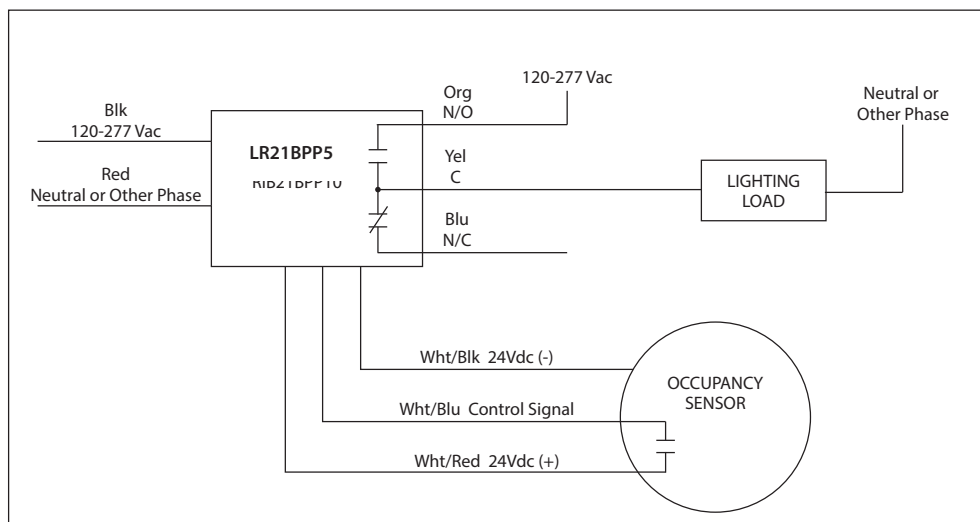 Blk
120-277 Vac
Red
Neutral or Other Phase
LR21BPP5
RIB21BPP10
Org
N/O
120-277 Vac
Yel
C
Blu
N/C
LIGHTING
LOAD
Neutral or
Other Phase
Wht/Blk 24Vdc (-)
Wht/Blu Control Signal
Wht/Red 24Vdc (+)
OCCUPANCY
SENSOR